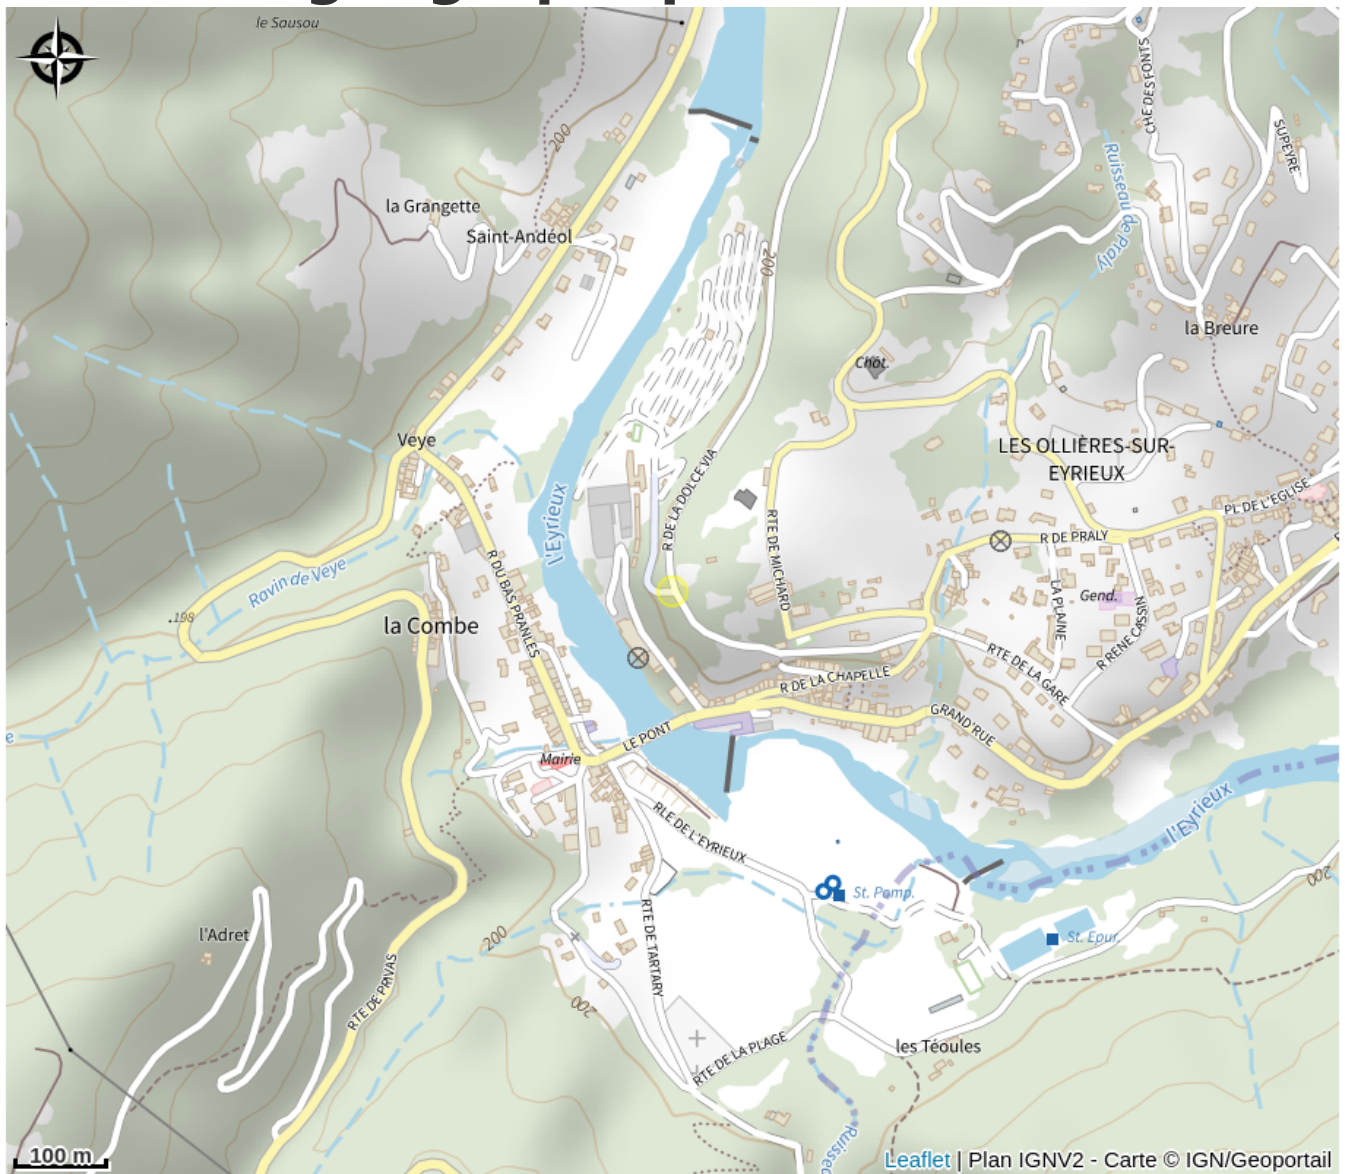 le Sausou
CHE DES FONTS
SUPEYRE
200
Ruisseau de Praly
la Grangette
Saint-Andéol
200
la Breure
Chât.
Veye
LES OLLIÈRES-SUR-
EYRIEUX
l'Eyrieux
R DE LA DOLCE VIA
RTE DE MICHARD
PL DE L'EGLISE
R DE PRALY
Ravin de Veye
R DU BAS PRANLES
LA PLAINE
Gend.
R RENE CASSIN
.198
la Combe
RTE DE LA GARE
R DE LA CHAPELLE
GRAND'RUE
LE PONT
Mairie
RLE DE L'EYRIEUX
l'Eyrieux
St. Pomp.
200
l'Adret
200
RTE DE TARTARY
St. Epur.
RTE DE PRIVAS
200
RTE DE LA PLAGE
les Téoules
100 m
Leaflet | Plan IGNV2 - Carte © IGN/Geoportail